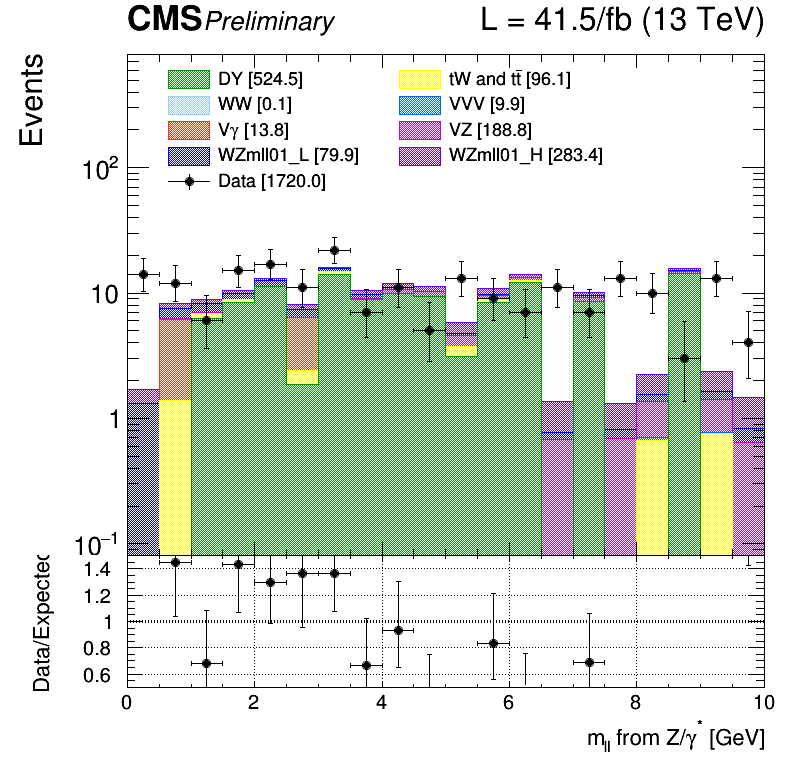 CMS Preliminary L = 41.5/fb (13 TeV)
Events
DY [524.5] tW and tt̄ [96.1]
WW [0.1] VVV [9.9]
Vγ [13.8] VZ [188.8]
WZmll01_L [79.9] WZmll01_H [283.4]
Data [1720.0]
10²
10
1
10⁻¹
Data/Expected
1.4
1.2
1
0.8
0.6
0 2 4 6 8 10
m_ll from Z/γ* [GeV]